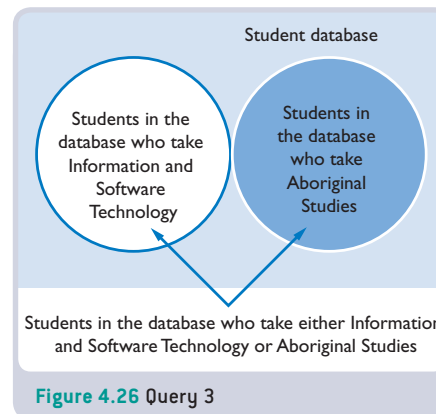 Student database
Students in the
database who take
Information and
Software
Technology
Students in
the database
who take
Aboriginal
Studies
Students in the database who take either Information
and Software Technology or Aboriginal Studies
Figure 4.26 Query 3